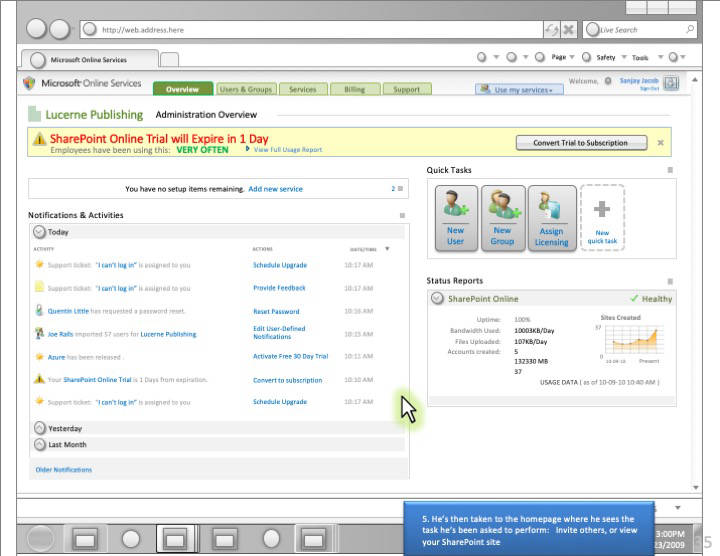 http://web.address.here
Live Search
Microsoft Online Services
Page
Safety
Tools
Microsoft Online Services
Overview
Users & Groups
Services
Billing
Support
Use my services
Welcome,
Sanjay Jacob
Sign Out
Lucerne Publishing Administration Overview
SharePoint Online Trial will Expire in 1 Day
Employees have been using this: VERY OFTEN View Full Usage Report
Convert Trial to Subscription
You have no setup items remaining. Add new service
2
Notifications & Activities
Today
ACTIVITY ACTIONS DATE/TIME
Support ticket: "I can't log in" is assigned to you Schedule Upgrade 10:17 AM
Support ticket: "I can't log in" is assigned to you Provide Feedback 10:17 AM
Quentin Little has requested a password reset. Reset Password 10:16 AM
Joe Rails imported 57 users for Lucerne Publishing. Edit User-Defined 10:15 AM
Notifications
Azure has been released . Activate Free 30 Day Trial 10:11 AM
Your SharePoint Online Trial is 1 Days from expiration. Convert to subscription 10:10 AM
Support ticket: "I can't log in" is assigned to you Schedule Upgrade 10:17 AM
Yesterday
Last Month
Older Notifications
Quick Tasks
New
User
New
Group
Assign
Licensing
New
quick task
Status Reports
SharePoint Online
Healthy
Uptime: 100%
Bandwidth Used: 10003KB/Day
Files Uploaded: 107KB/Day
Accounts created: 5
132330 MB
37
Sites Created
37
0
10-09-10 Present
USAGE DATA ( as of 10-09-10 10:40 AM )
5. He's then taken to the homepage where he sees the
task he's been asked to perform: Invite others, or view
your SharePoint site
3:00PM
23/2009